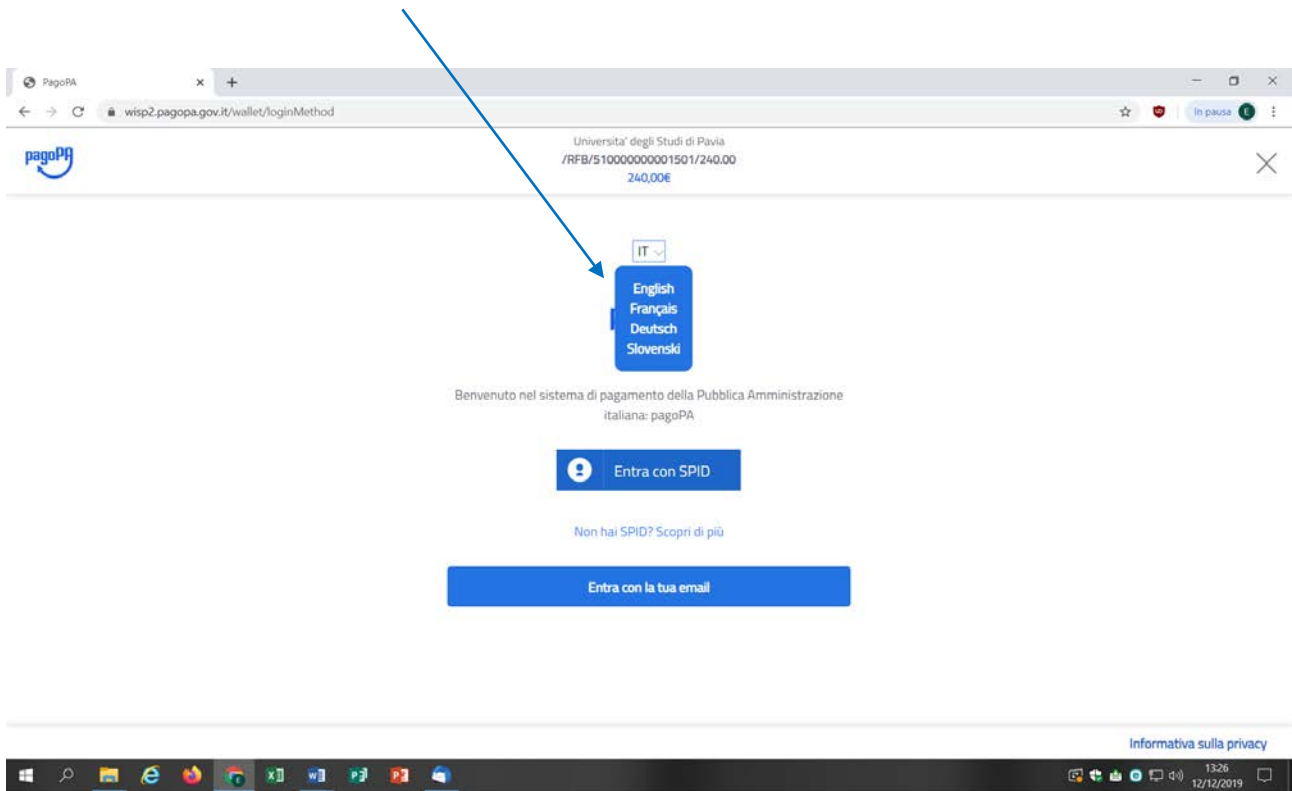 PagoPA
wisp2.pagopa.gov.it/wallet/loginMethod
In pausa E
pagoPA
Universita' degli Studi di Pavia
/RFB/510000000001501/240.00
240,00€
IT
English
Français
Deutsch
Slovenski
Benvenuto nel sistema di pagamento della Pubblica Amministrazione
italiana: pagoPA
Entra con SPID
Non hai SPID? Scopri di più
Entra con la tua email
Informativa sulla privacy
13:26
12/12/2019